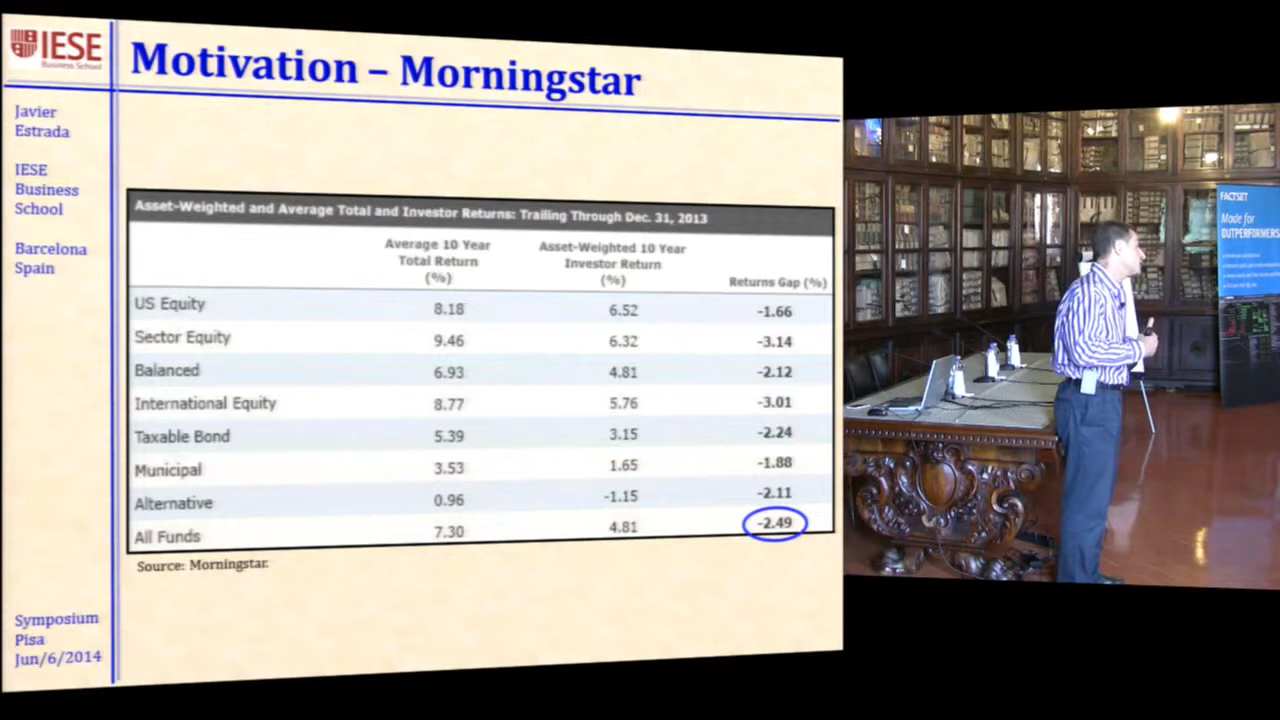 IESE
Business School
Motivation – Morningstar
Javier
Estrada
IESE
Business
School
Barcelona
Spain
Asset-Weighted and Average Total and Investor Returns: Trailing Through Dec. 31, 2013
Average 10 Year Total Return (%) Asset-Weighted 10 Year Investor Return (%) Returns Gap (%)
US Equity 8.18 6.52 -1.66
Sector Equity 9.46 6.32 -3.14
Balanced 6.93 4.81 -2.12
International Equity 8.77 5.76 -3.01
Taxable Bond 5.39 3.15 -2.24
Municipal 3.53 1.65 -1.88
Alternative 0.96 -1.15 -2.11
All Funds 7.30 4.81 -2.49
Source: Morningstar.
Symposium
Pisa
Jun/6/2014
FACTSET
Made for
OUTPERFORMERS